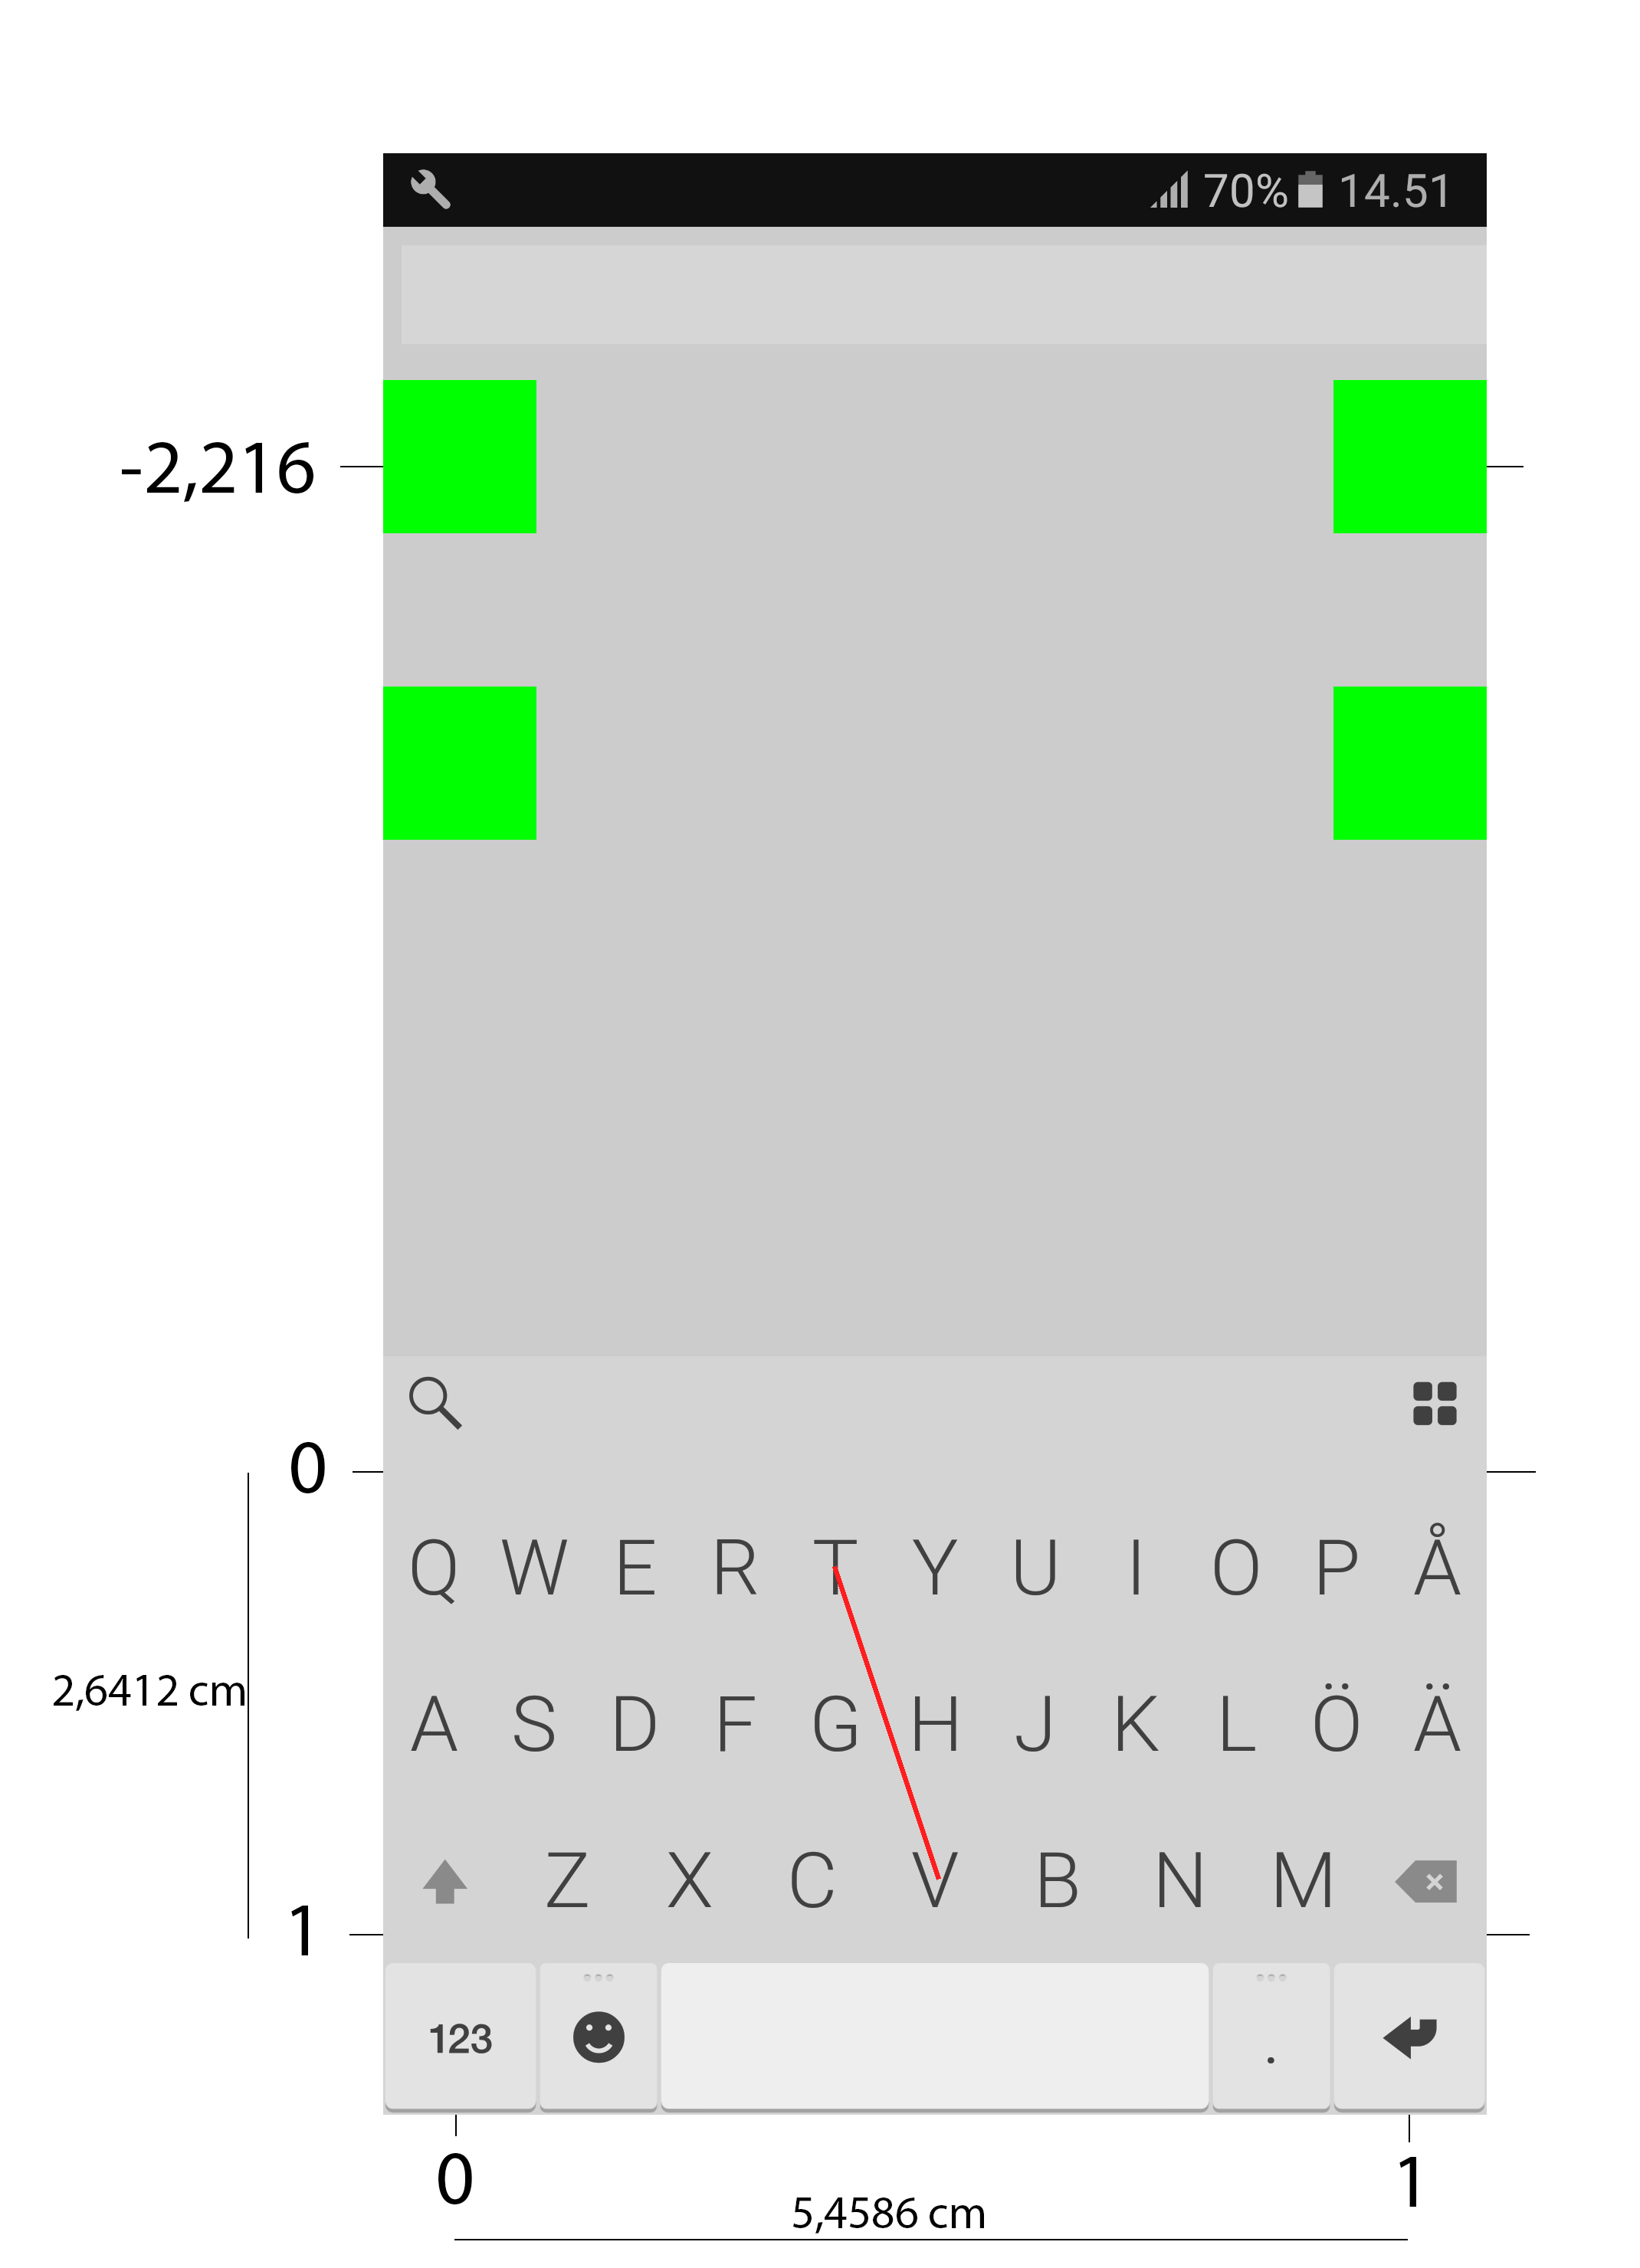 70% 14.51
-2,216
0
Q W E R T Y U I O P Å
2,6412 cm
A S D F G H J K L Ö Ä
Z X C V B N M
1
123 .
0 1
5,4586 cm